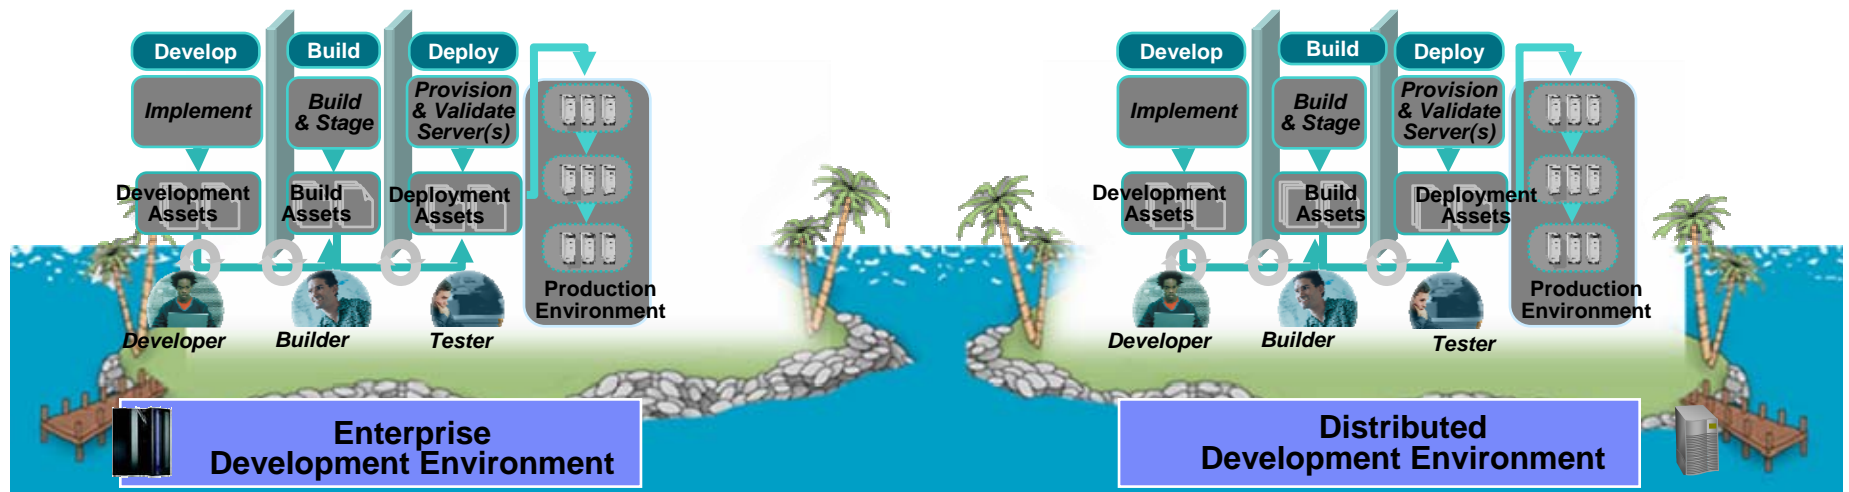 Develop
Build
Deploy
Implement
Build
& Stage
Provision
& Validate
Server(s)
Development
Assets
Build
Assets
Deployment
Assets
Production
Environment
Developer
Builder
Tester
Enterprise
Development Environment
Develop
Build
Deploy
Implement
Build
& Stage
Provision
& Validate
Server(s)
Development
Assets
Build
Assets
Deployment
Assets
Production
Environment
Developer
Builder
Tester
Distributed
Development Environment